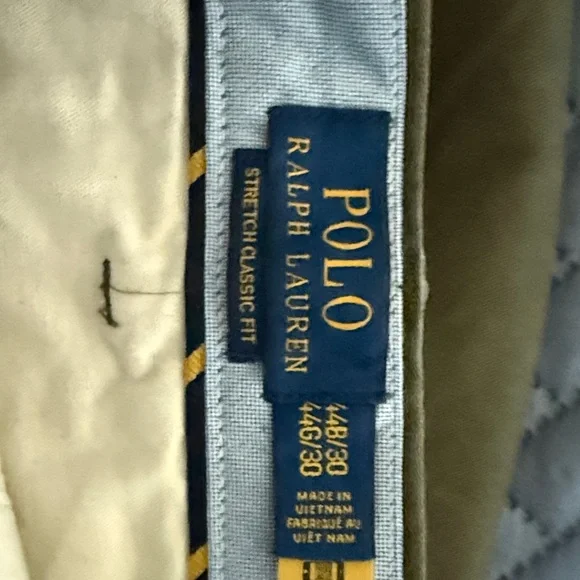 POLO
RALPH LAUREN
STRETCH CLASSIC FIT
44B/30
44G/30
MADE IN
VIETNAM
FABRIQUÉ AU
VIÊT NAM